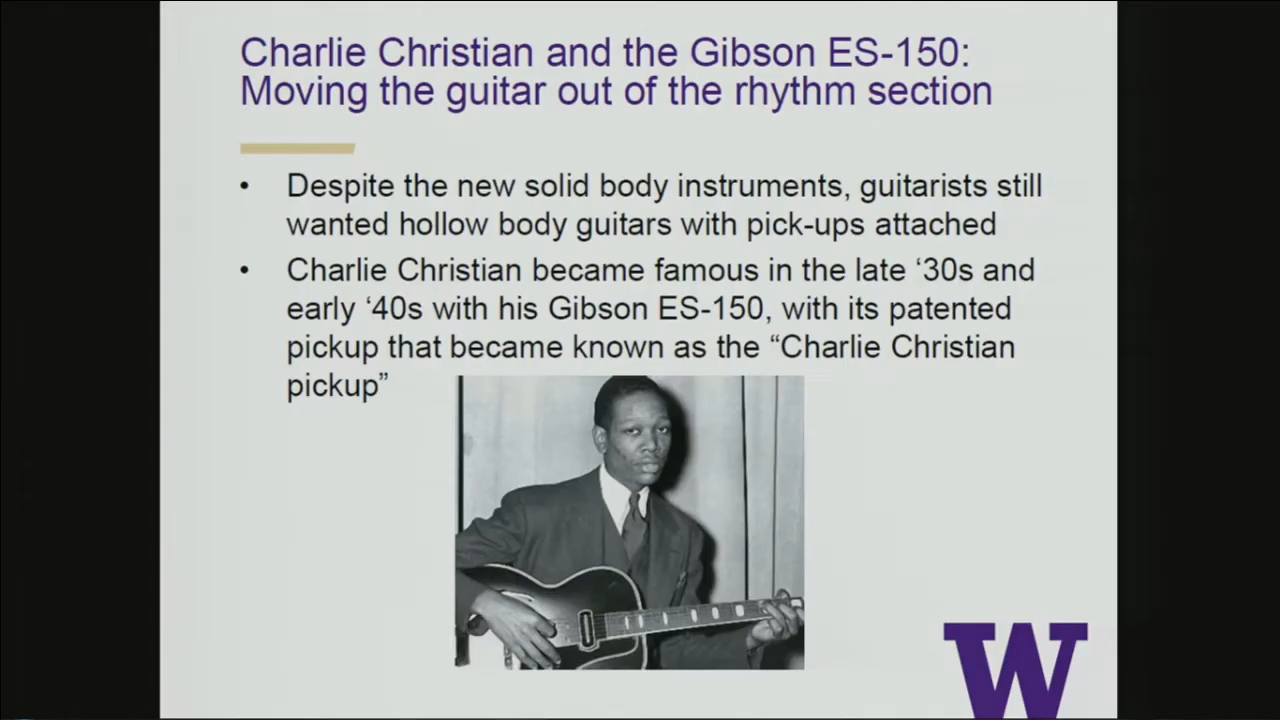 Charlie Christian and the Gibson ES-150:
Moving the guitar out of the rhythm section
• Despite the new solid body instruments, guitarists still
wanted hollow body guitars with pick-ups attached
• Charlie Christian became famous in the late ‘30s and
early ‘40s with his Gibson ES-150, with its patented
pickup that became known as the “Charlie Christian
pickup”
W